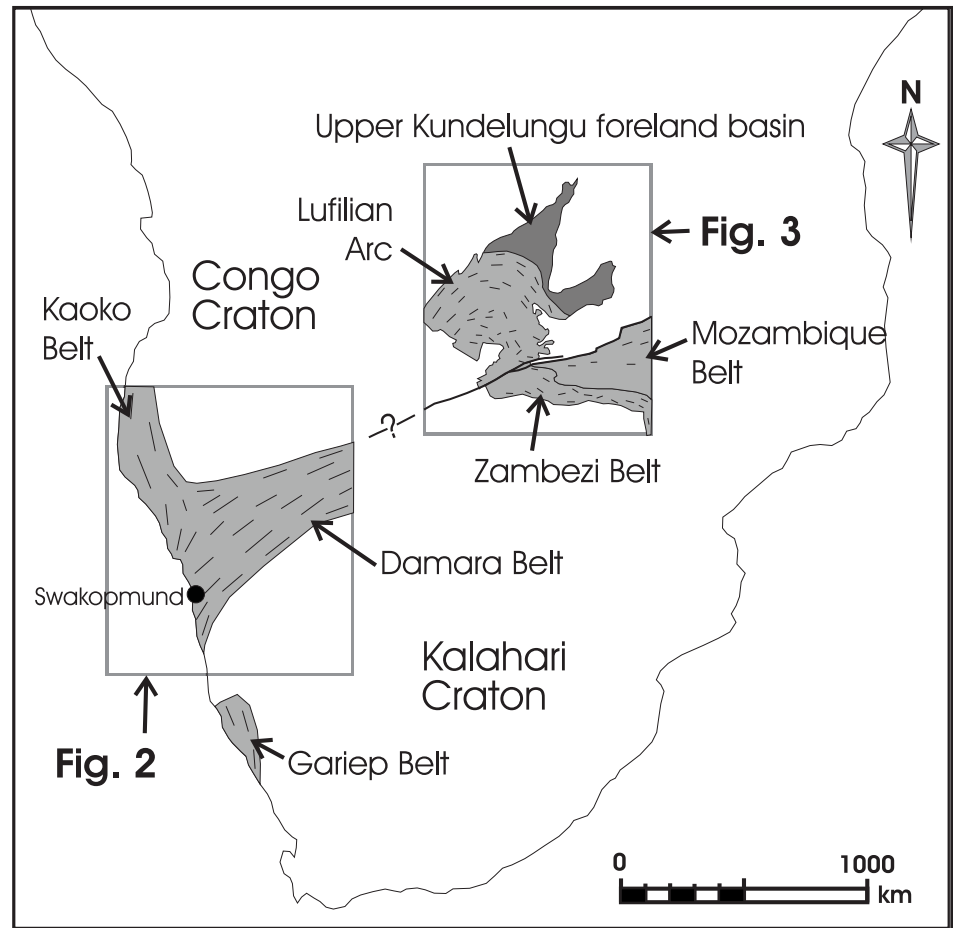 N
Upper Kundelungu foreland basin
Lufilian
Arc
Fig. 3
Congo
Craton
Kaoko
Belt
Mozambique
Belt
?
Zambezi Belt
Damara Belt
Swakopmund
Kalahari
Craton
Fig. 2
Gariep Belt
0 1000
km